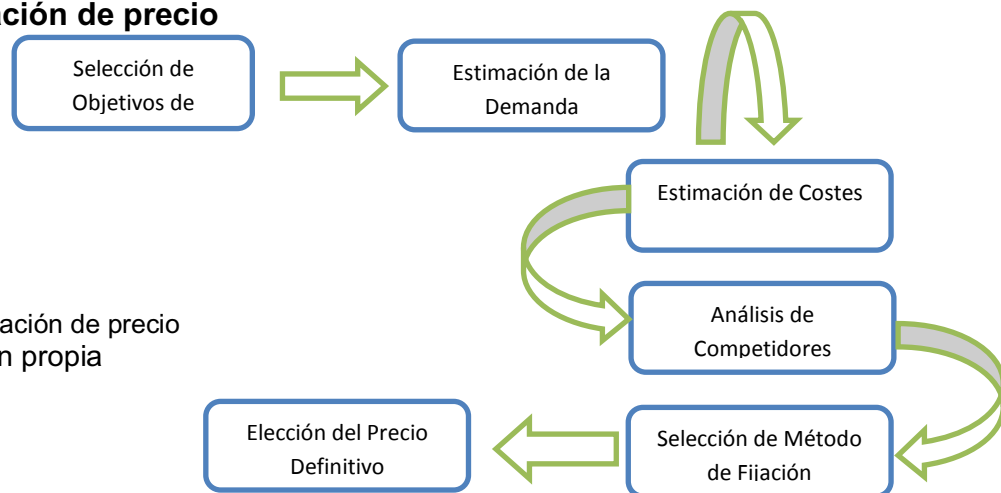 ación de precio
Selección de
Objetivos de
Estimación de la
Demanda
Estimación de Costes
Análisis de
Competidores
ación de precio
n propia
Elección del Precio
Definitivo
Selección de Método
de Fijación